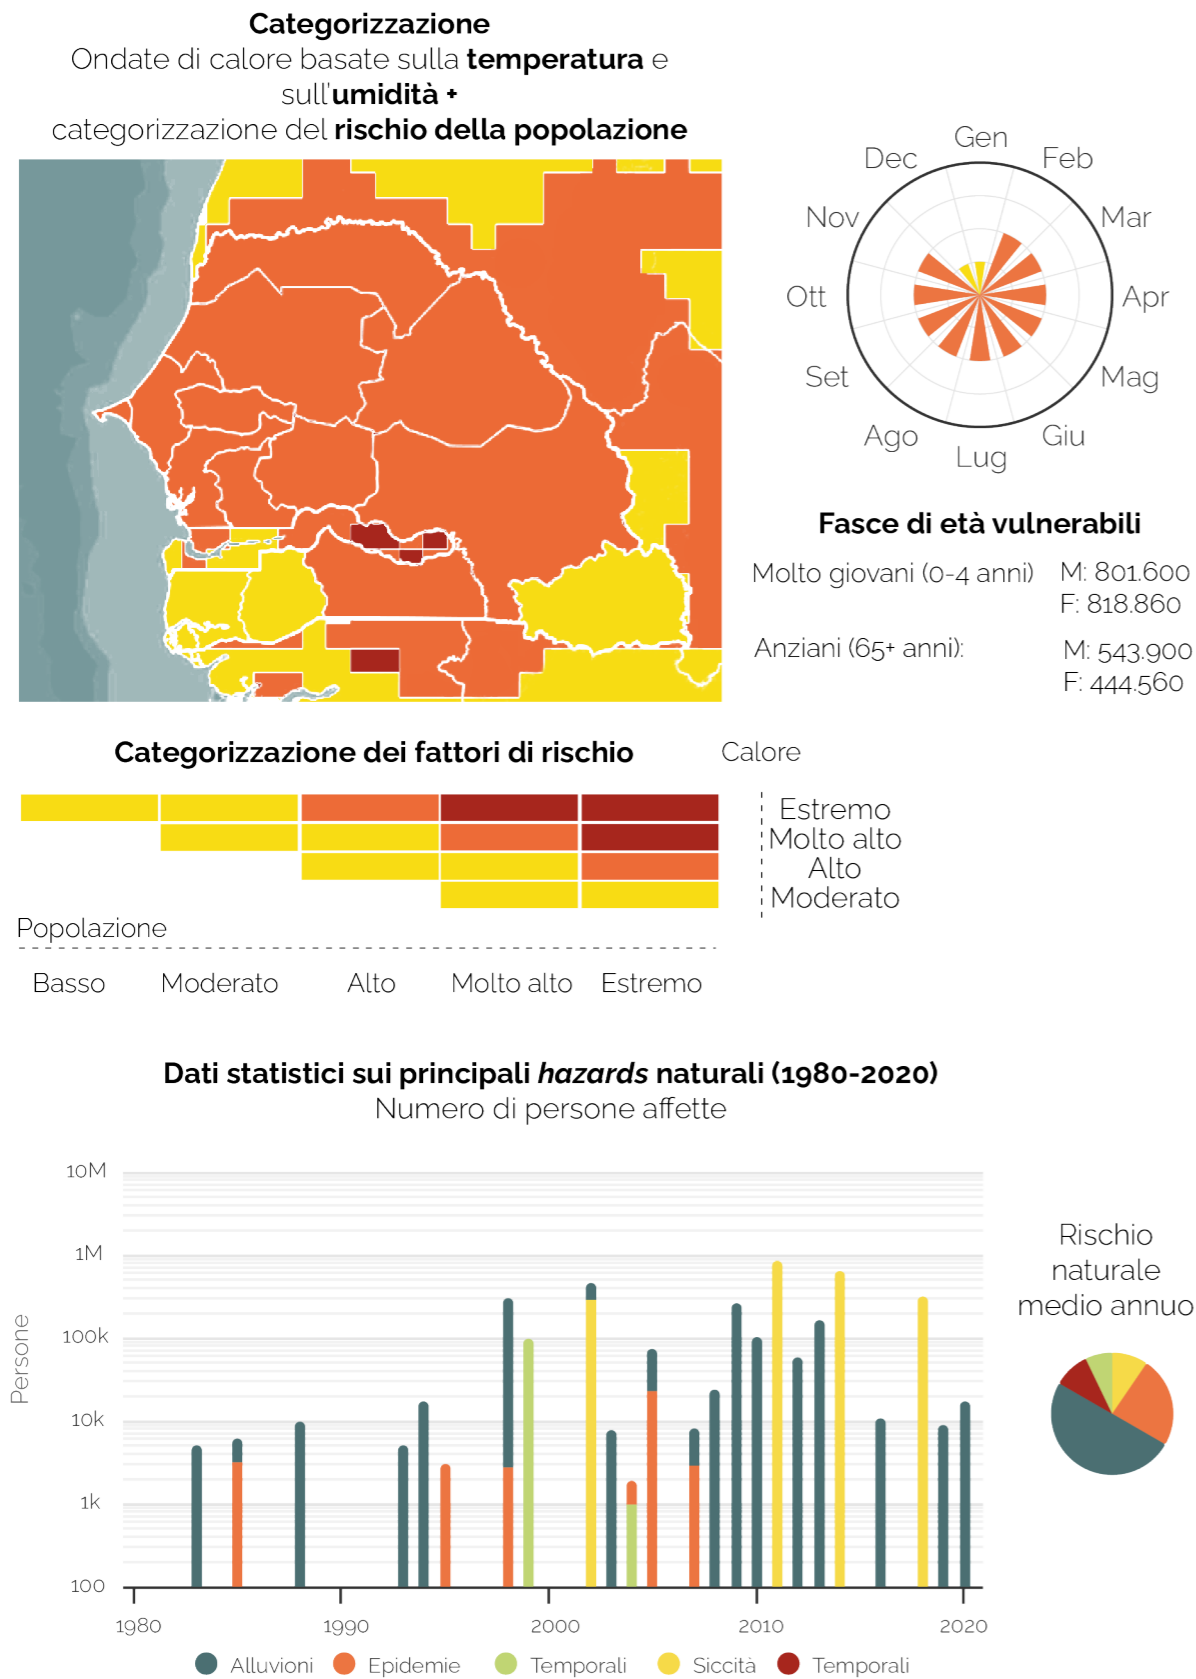 Categorizzazione
Ondate di calore basate sulla temperatura e
sull'umidità +
categorizzazione del rischio della popolazione
Gen
Feb
Mar
Apr
Mag
Giu
Lug
Ago
Set
Ott
Nov
Dec
Fasce di età vulnerabili
Molto giovani (0-4 anni) M: 801.600
F: 818.860
Anziani (65+ anni): M: 543.900
F: 444.560
Categorizzazione dei fattori di rischio
Calore
Estremo
Molto alto
Alto
Moderato
Popolazione
Basso Moderato Alto Molto alto Estremo
Dati statistici sui principali hazards naturali (1980-2020)
Numero di persone affette
Persone
10M
1M
100k
10k
1k
100
1980 1990 2000 2010 2020
Alluvioni Epidemie Temporali Siccità Temporali
Rischio
naturale
medio annuo